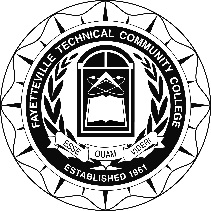 FAYETTEVILLE TECHNICAL COMMUNITY COLLEGE
ESSE QUAM VIDERI
ESTABLISHED 1961